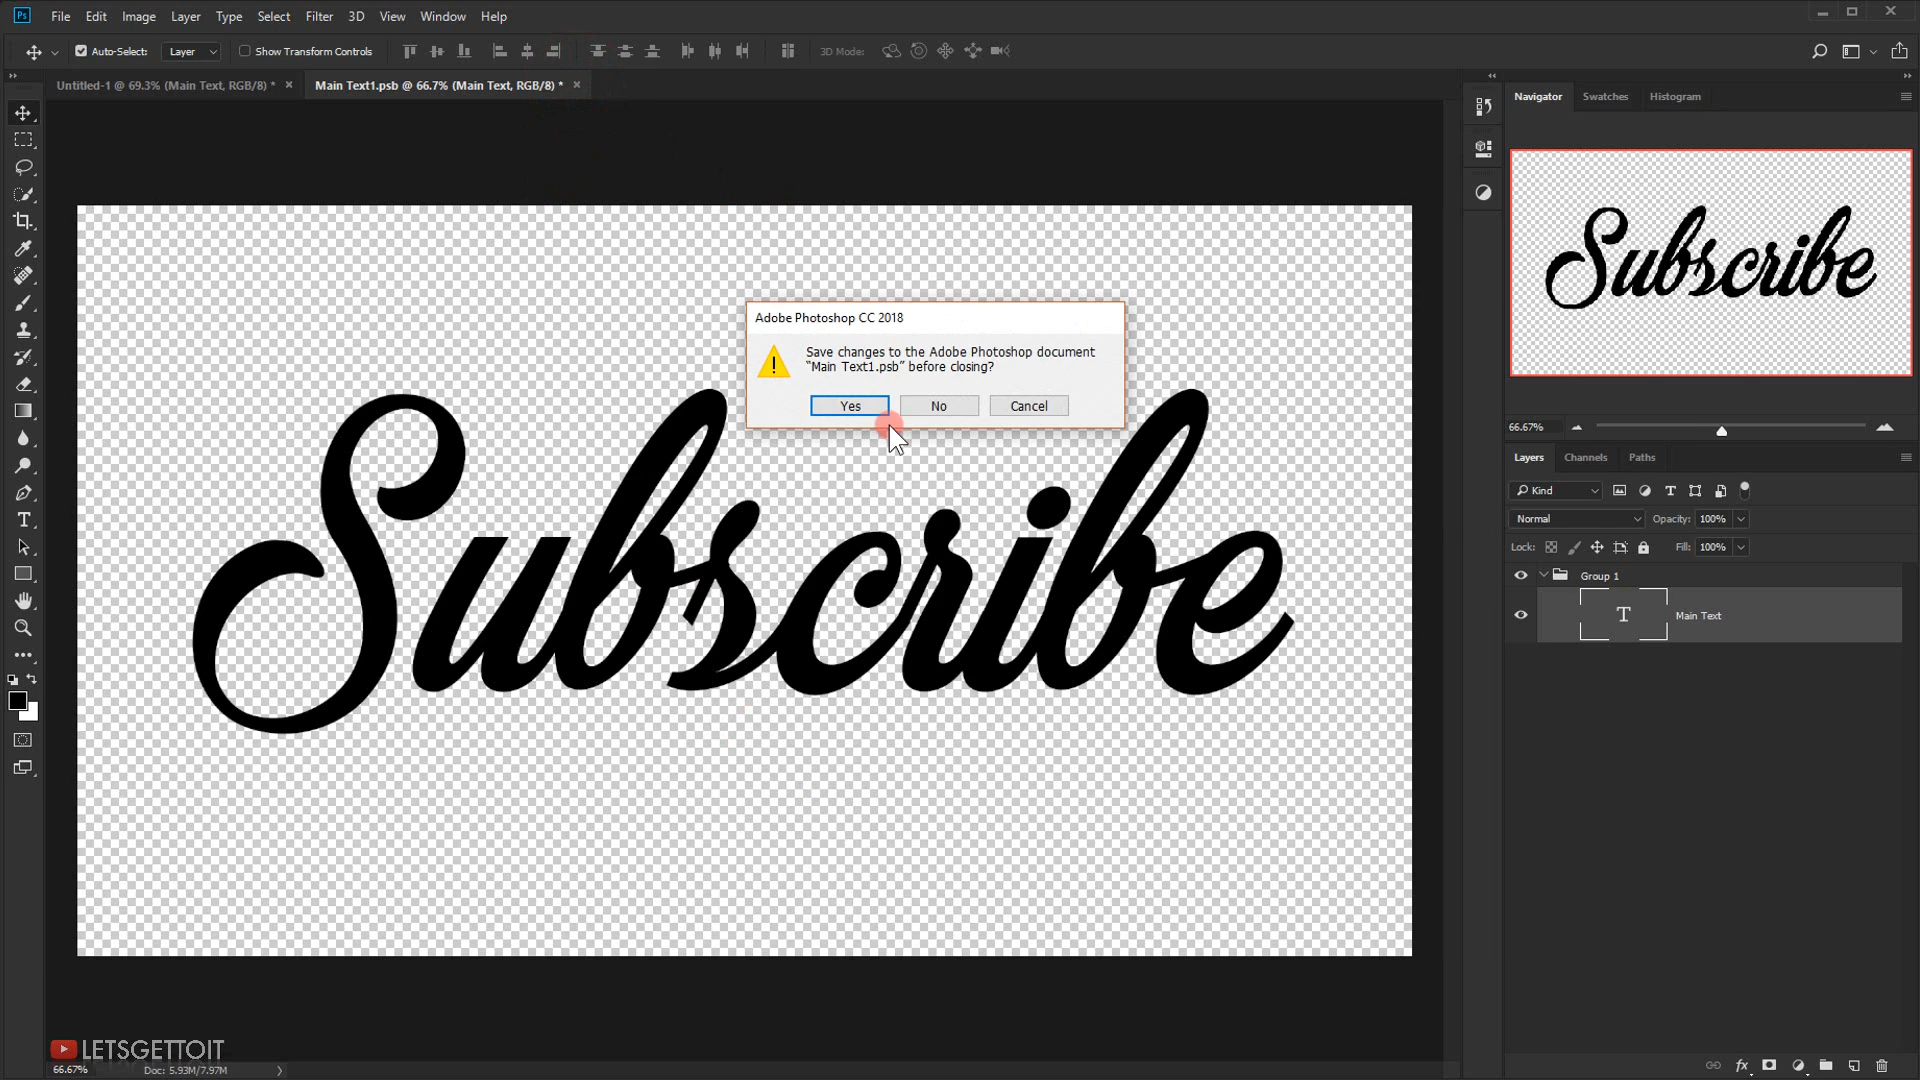 Ps File Edit Image Layer Type Select Filter 3D View Window Help
Auto-Select: Layer Show Transform Controls 3D Mode:
Untitled-1 @ 69.3% (Main Text, RGB/8) * × Main Text1.psb @ 66.7% (Main Text, RGB/8) * ×
Navigator Swatches Histogram
Subscribe
Adobe Photoshop CC 2018
Save changes to the Adobe Photoshop document
“Main Text1.psb” before closing?
Yes No Cancel
Subscribe
66.67%
Layers Channels Paths
Kind
Normal Opacity: 100%
Lock: Fill: 100%
Group 1
T Main Text
LETSGETTOIT
66.67% Doc: 5.93M/7.97M
fx